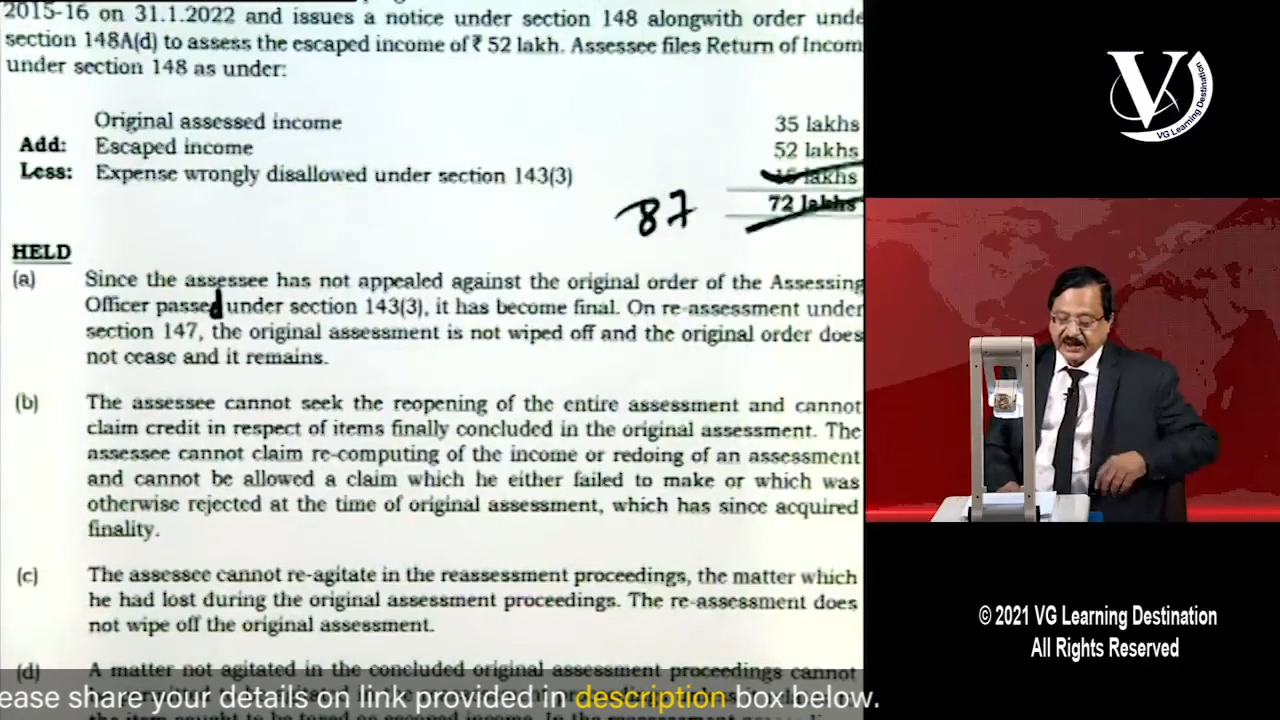 2015-16 on 31.1.2022 and issues a notice under section 148 alongwith order unde
section 148A(d) to assess the escaped income of ₹ 52 lakh. Assessee files Return of Incom
under section 148 as under:
Original assessed income 35 lakhs
Add: Escaped income 52 lakhs
Less: Expense wrongly disallowed under section 143(3) 15 lakhs
87 72 lakhs
HELD
(a) Since the assessee has not appealed against the original order of the Assessing
Officer passed under section 143(3), it has become final. On re-assessment under
section 147, the original assessment is not wiped off and the original order does
not cease and it remains.
(b) The assessee cannot seek the reopening of the entire assessment and cannot
claim credit in respect of items finally concluded in the original assessment. The
assessee cannot claim re-computing of the income or redoing of an assessment
and cannot be allowed a claim which he either failed to make or which was
otherwise rejected at the time of original assessment, which has since acquired
finality.
(c) The assessee cannot re-agitate in the reassessment proceedings, the matter which
he had lost during the original assessment proceedings. The re-assessment does
not wipe off the original assessment.
(d) A matter not agitated in the concluded original assessment proceedings cannot
ease share your details on link provided in description box below.
V
VG Learning Destination
© 2021 VG Learning Destination
All Rights Reserved